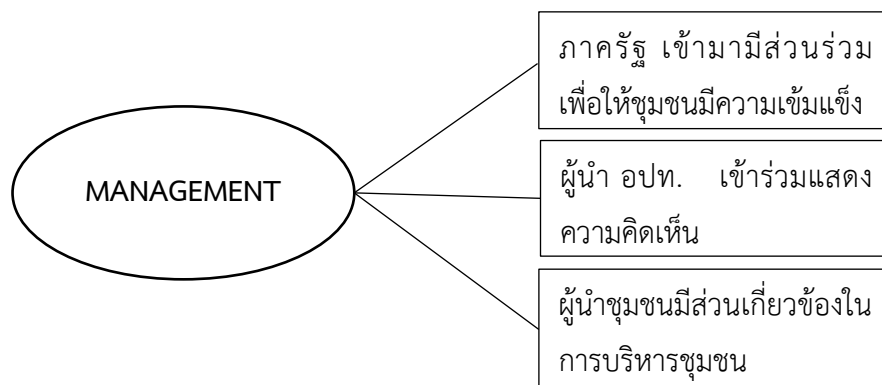 ภาครัฐ เข้ามามีส่วนร่วม
เพื่อให้ชุมชนมีความเข้มแข็ง
MANAGEMENT
ผู้นำ อปท. เข้าร่วมแสดง
ความคิดเห็น
ผู้นำชุมชนมีส่วนเกี่ยวข้องใน
การบริหารชุมชน